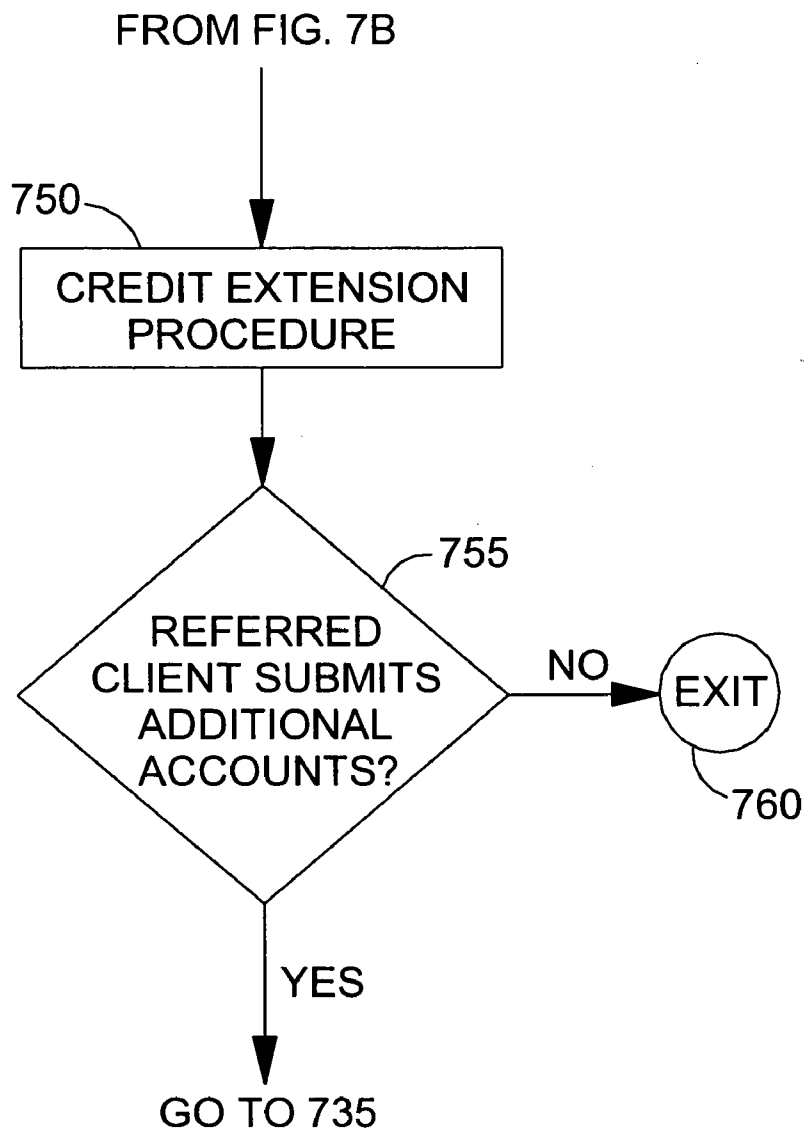 FROM FIG. 7B
750
CREDIT EXTENSION
PROCEDURE
755
REFERRED
CLIENT SUBMITS
ADDITIONAL
ACCOUNTS?
NO
EXIT
760
YES
GO TO 735